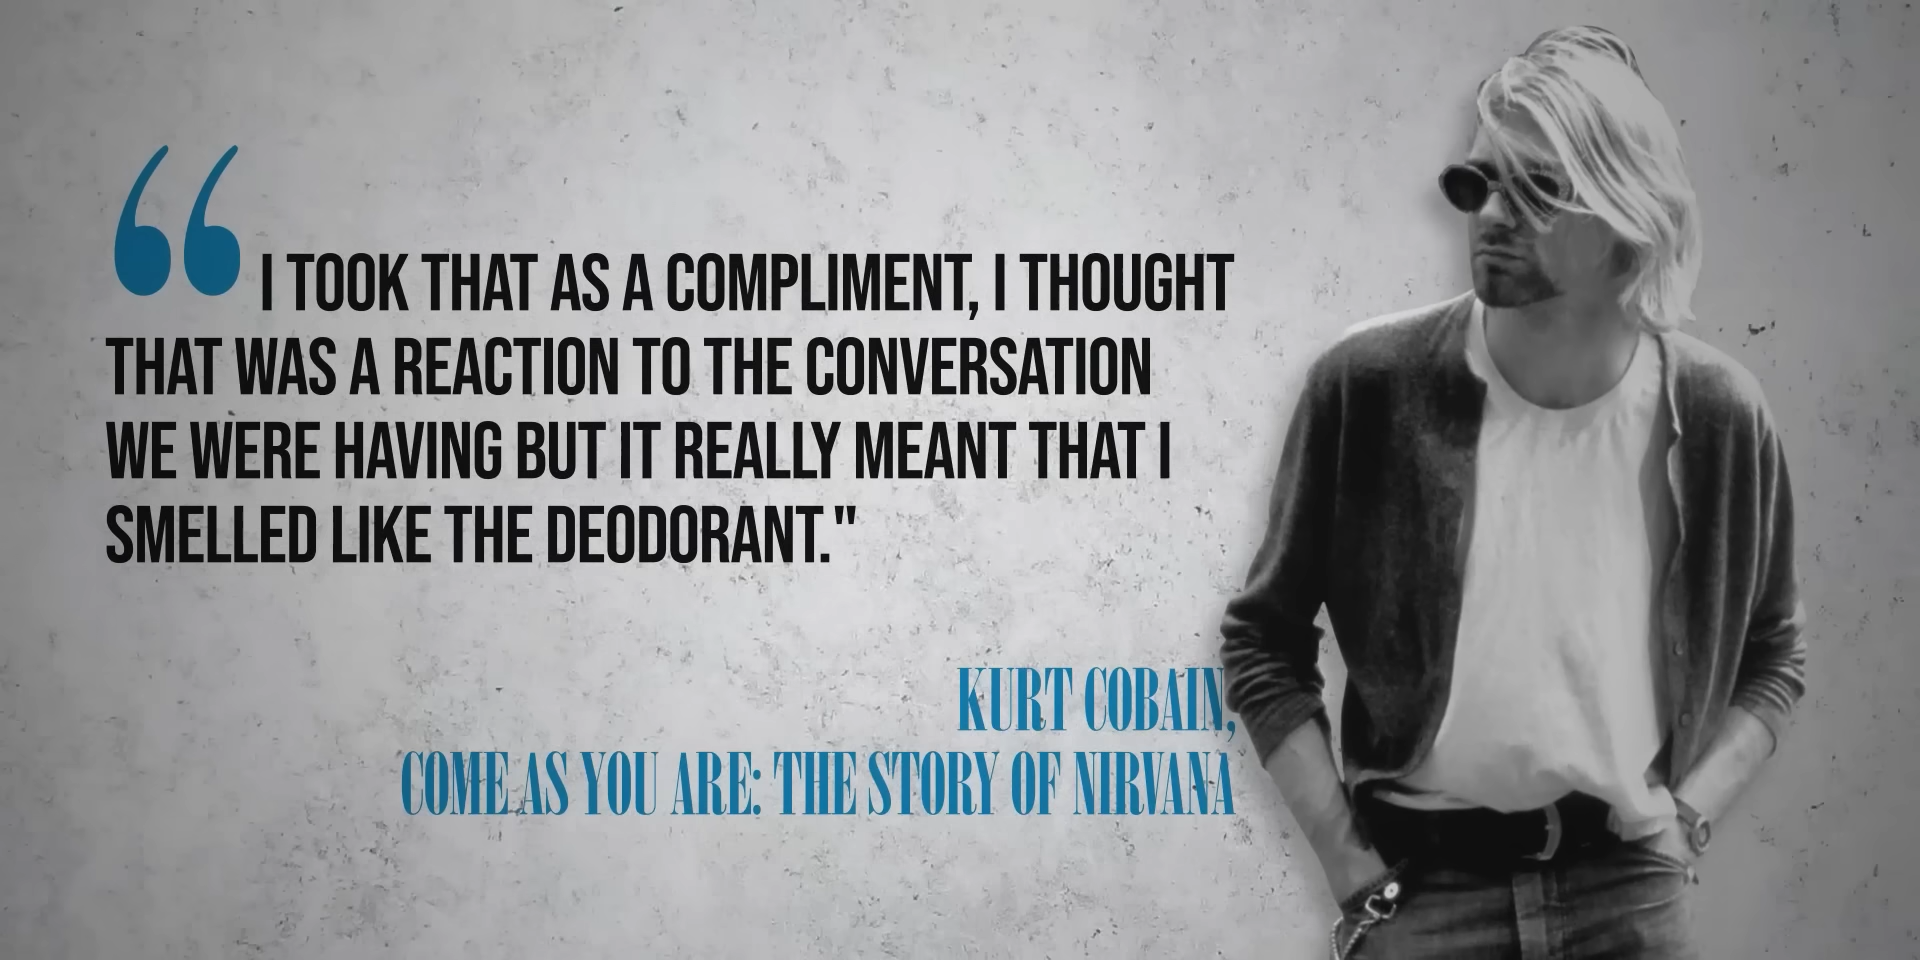 “ I TOOK THAT AS A COMPLIMENT, I THOUGHT
THAT WAS A REACTION TO THE CONVERSATION
WE WERE HAVING BUT IT REALLY MEANT THAT I
SMELLED LIKE THE DEODORANT."
KURT COBAIN,
COME AS YOU ARE: THE STORY OF NIRVANA